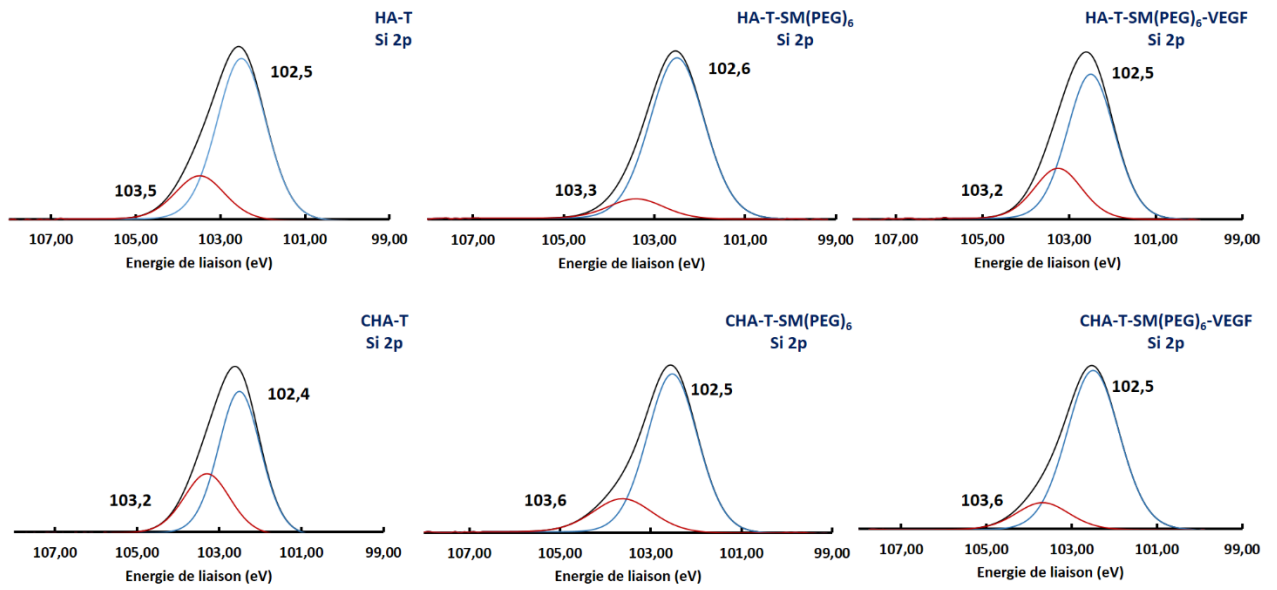 HA-T
Si 2p
102,5
103,5
107,00 105,00 103,00 101,00 99,00
Energie de liaison (eV)
HA-T-SM(PEG)₆
Si 2p
102,6
103,3
107,00 105,00 103,00 101,00 99,00
Energie de liaison (eV)
HA-T-SM(PEG)₆-VEGF
Si 2p
102,5
103,2
107,00 105,00 103,00 101,00 99,00
Energie de liaison (eV)
CHA-T
Si 2p
102,4
103,2
107,00 105,00 103,00 101,00 99,00
Energie de liaison (eV)
CHA-T-SM(PEG)₆
Si 2p
102,5
103,6
107,00 105,00 103,00 101,00 99,00
Energie de liaison (eV)
CHA-T-SM(PEG)₆-VEGF
Si 2p
102,5
103,6
107,00 105,00 103,00 101,00 99,00
Energie de liaison (eV)